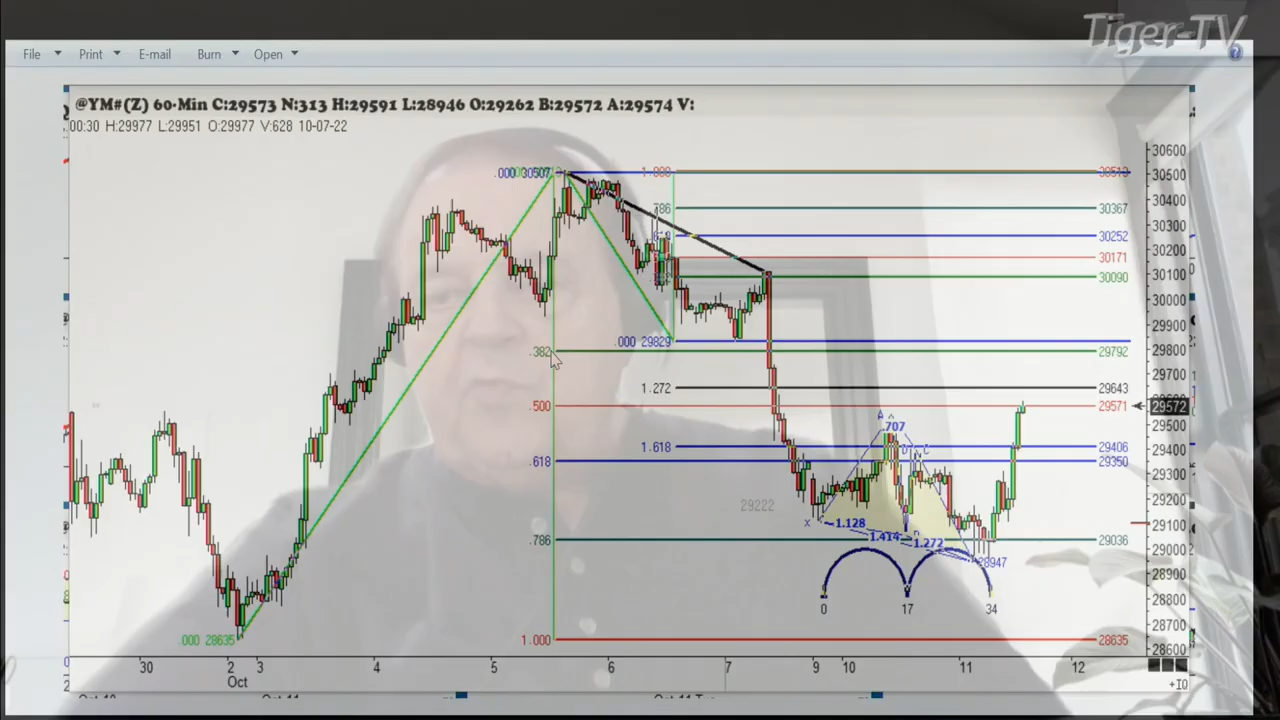 Tiger-TV
File Print E-mail Burn Open
@YM#(Z) 60-Min C:29573 N:313 H:29591 L:28946 O:29262 B:29572 A:29574 V:
00:30 H:29977 L:29951 O:29977 V:628 10-07-22
30600
.000 30507 1.000 30513 30500
.786 30367 30400
.618 30252 30200
30171
30090 30100
30000
29900
.000 29829
.382 29792 29800
29700
1.272 29643
.500 29571 29572
A
.707 29500
1.618 29406 29400
.618 29350
29300
29222 29200
X 1.128 29100
1.414 1.272
.786 29036 29000
28947
28900
0 17 34 28800
28700
.000 28635 1.000 28635
28600
30 2 3 4 5 6 7 9 10 11 12
Oct
+IQ